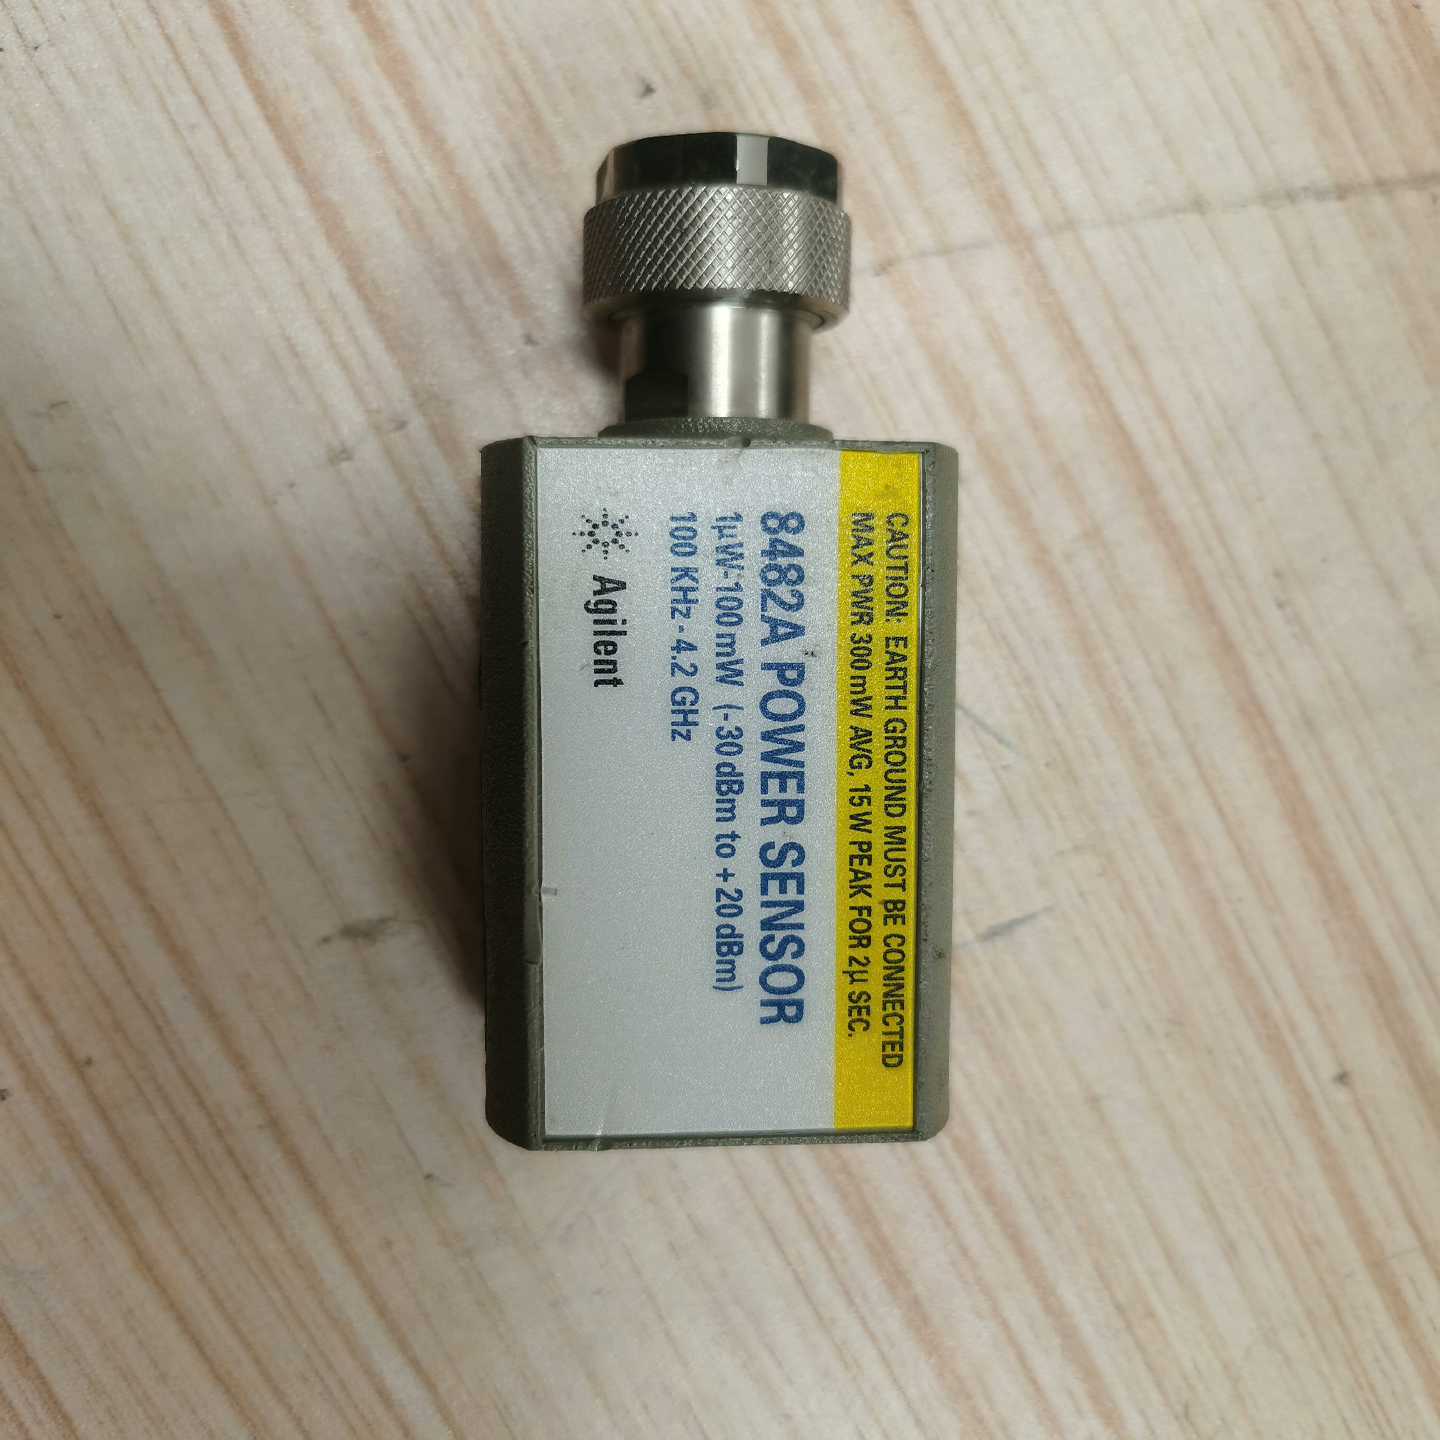 CAUTION: EARTH GROUND MUST BE CONNECTED
MAX PWR 300 mW AVG, 15 W PEAK FOR 2μ SEC.
8482A POWER SENSOR
1μW-100 mW (-30 dBm to + 20 dBm)
100 KHz - 4.2 GHz
Agilent